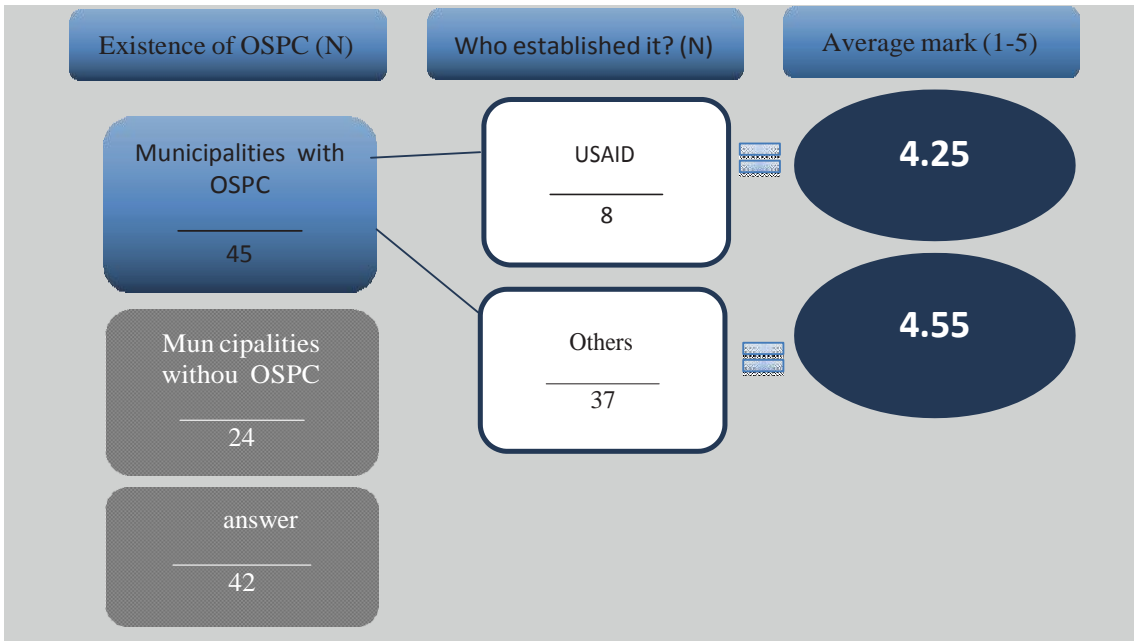 Existence of OSPC (N)
Who established it? (N)
Average mark (1-5)
Municipalities with
OSPC
45
USAID
8
4.25
Others
37
4.55
Mun cipalities
withou OSPC
24
answer
42